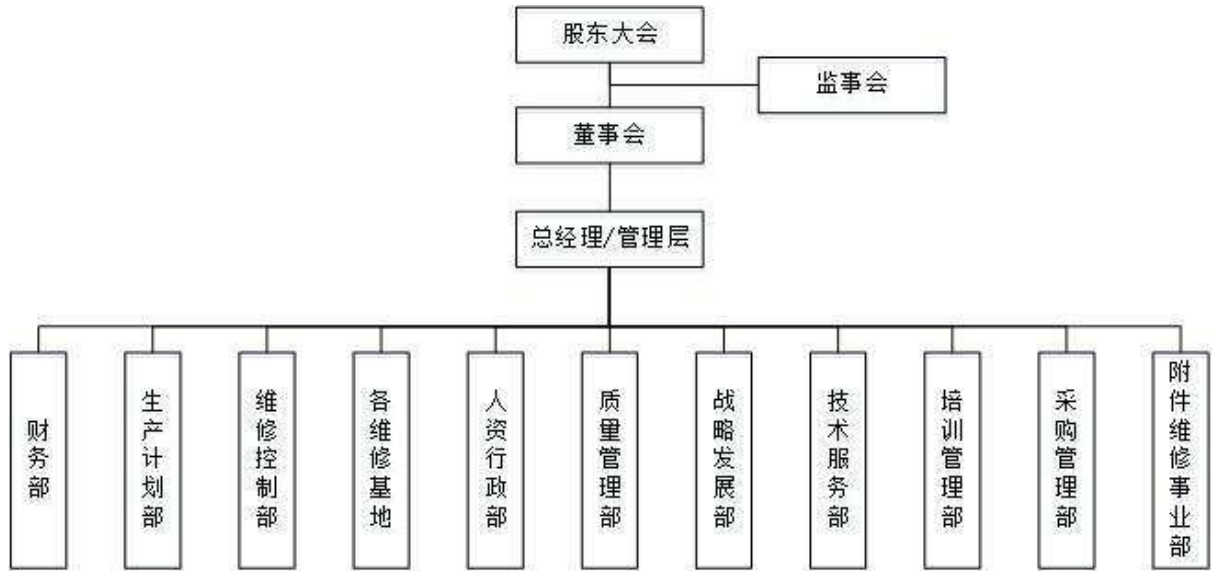 股东大会
监事会
董事会
总经理/管理层
财务部
生产计划部
维修控制部
各维修基地
人资行政部
质量管理部
战略发展部
技术服务部
培训管理部
采购管理部
附件维修事业部